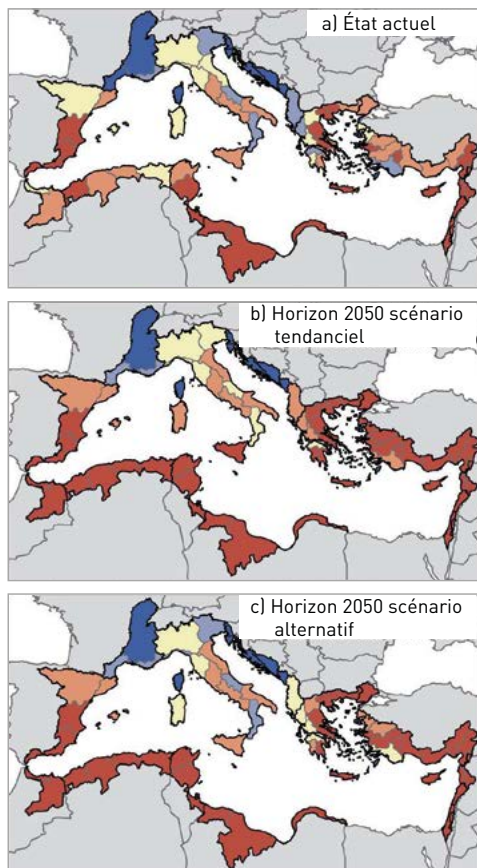 a) État actuel
b) Horizon 2050 scénario
tendanciel
c) Horizon 2050 scénario
alternatif